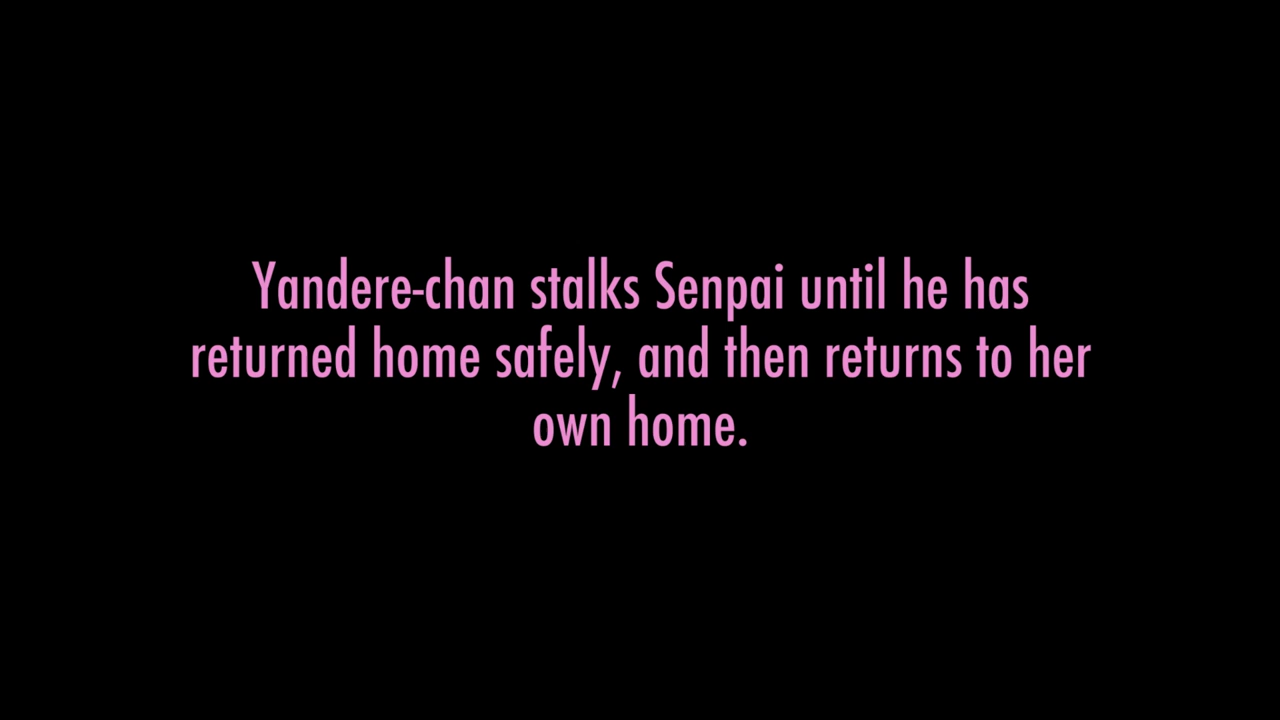 Yandere-chan stalks Senpai until he has
returned home safely, and then returns to her
own home.